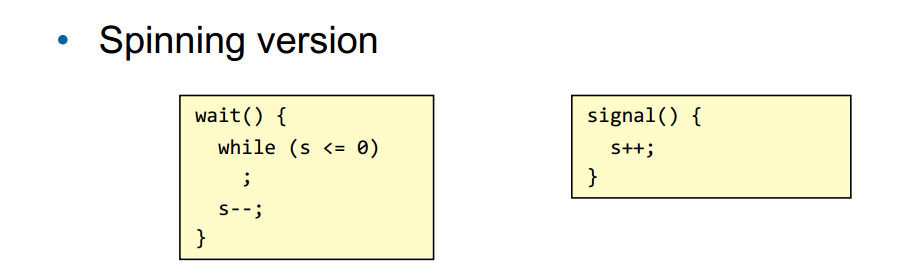 • Spinning version
wait() {
  while (s <= 0)
    ;
  s--;
}
signal() {
  s++;
}